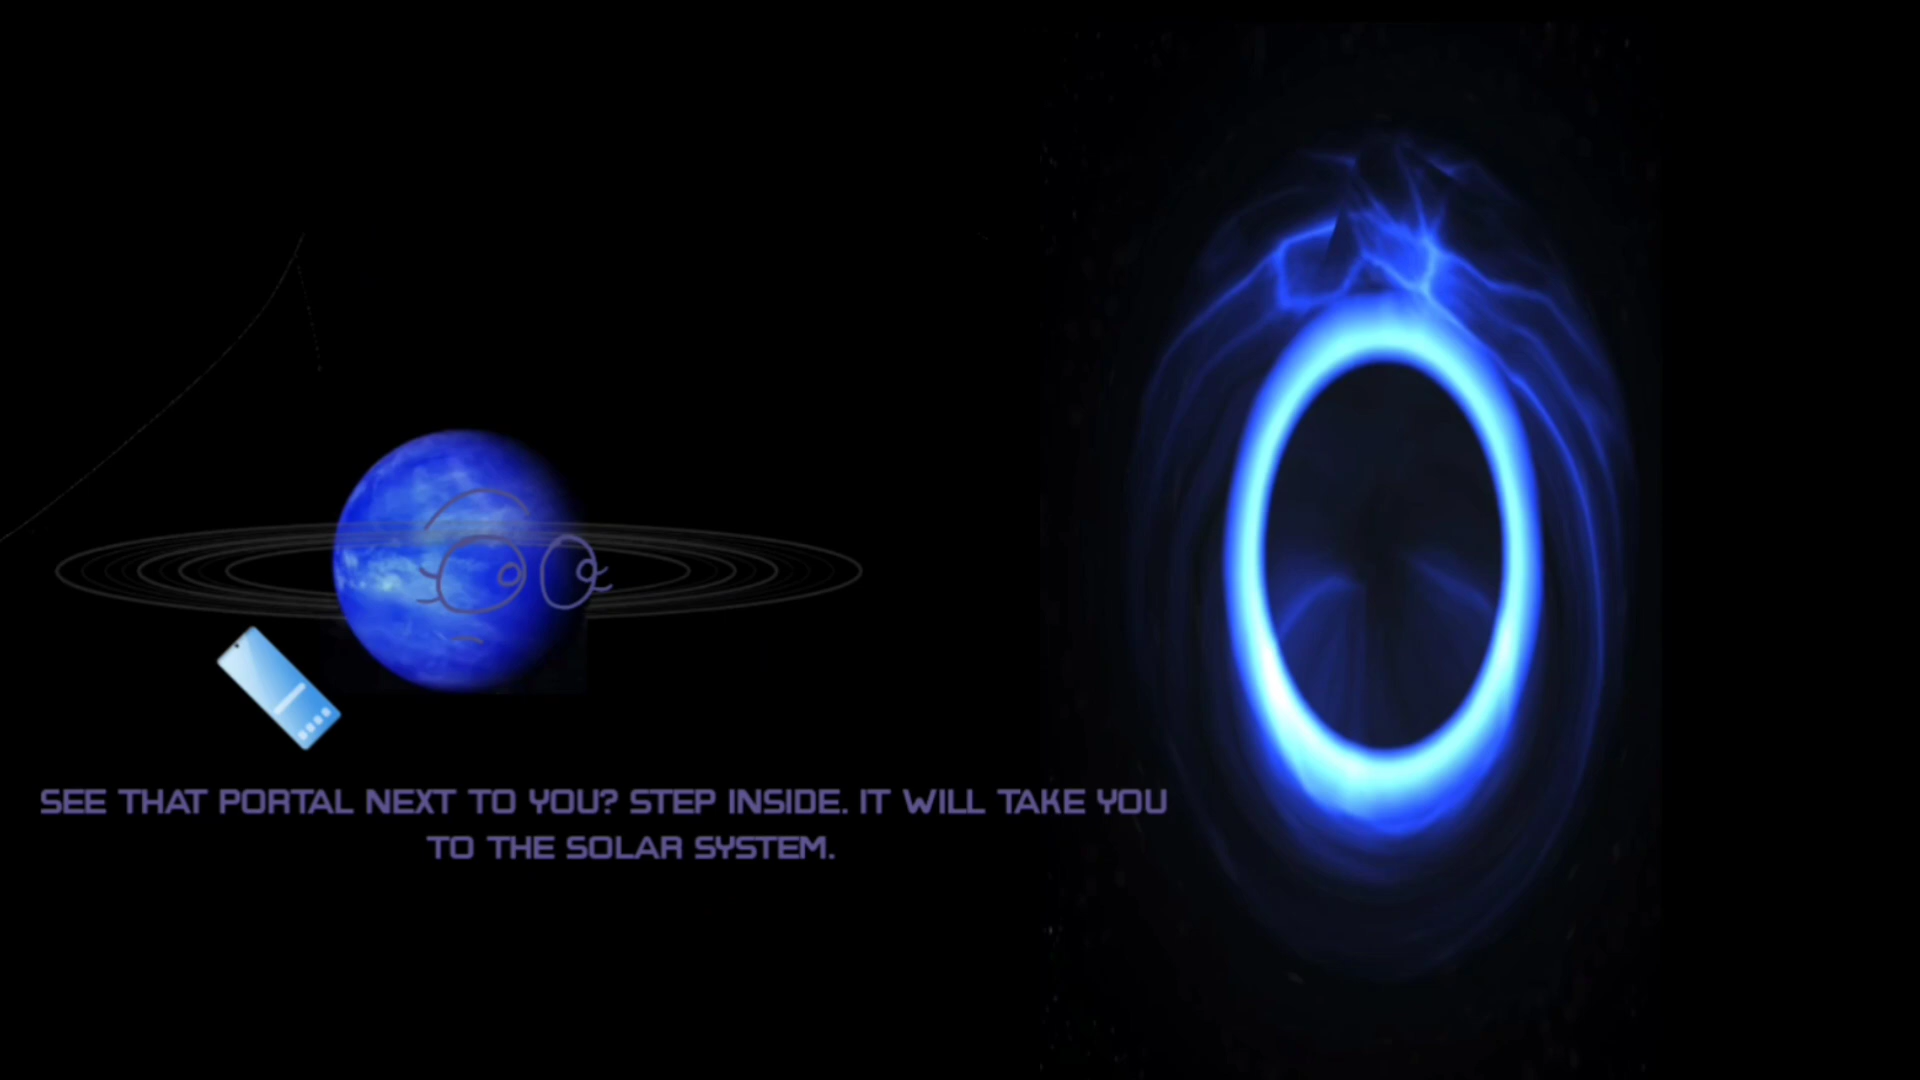 SEE THAT PORTAL NEXT TO YOU? STEP INSIDE. IT WILL TAKE YOU
TO THE SOLAR SYSTEM.